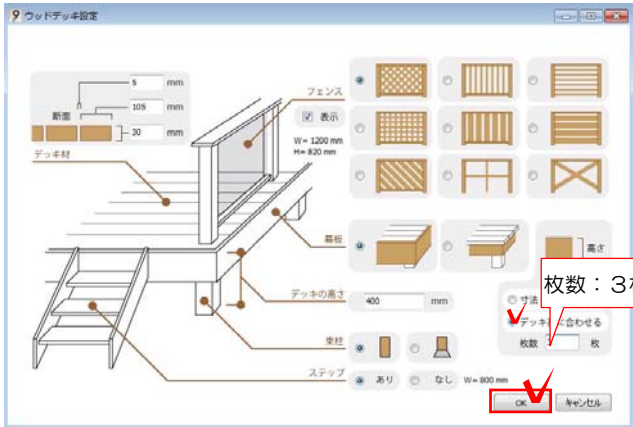 ウッドデッキ設定
5 mm
105 mm
断面
30 mm
デッキ材
フェンス
表示
W= 1200 mm
H= 820 mm
幕板
高さ
枚数：3
デッキの高さ
400 mm
寸法
デッキ
に合わせる
枚数 枚
束柱
ステップ
あり なし W= 800 mm
OK キャンセル